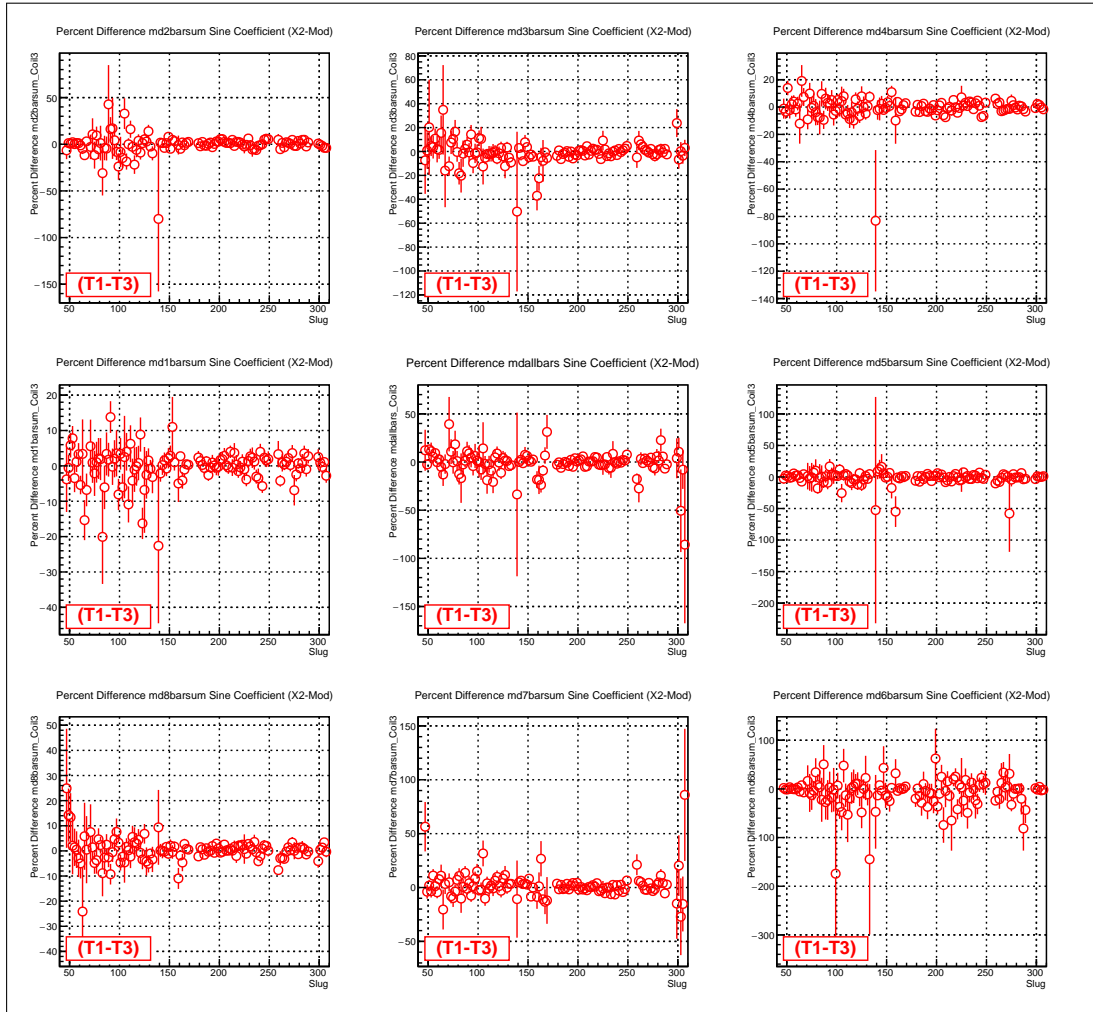 Percent Difference md2barsum Sine Coefficient (X2-Mod)
Percent Difference md2barsum_Coil3
50
0
−50
−100
−150
50 100 150 200 250 300
Slug
(T1-T3)
Percent Difference md3barsum Sine Coefficient (X2-Mod)
Percent Difference md3barsum_Coil3
80
60
40
20
0
−20
−40
−60
−80
−100
−120
50 100 150 200 250 300
Slug
(T1-T3)
Percent Difference md4barsum Sine Coefficient (X2-Mod)
Percent Difference md4barsum_Coil3
20
0
−20
−40
−60
−80
−100
−120
−140
50 100 150 200 250 300
Slug
(T1-T3)
Percent Difference md1barsum Sine Coefficient (X2-Mod)
Percent Difference md1barsum_Coil3
20
10
0
−10
−20
−30
−40
50 100 150 200 250 300
Slug
(T1-T3)
Percent Difference mdallbars Sine Coefficient (X2-Mod)
Percent Difference mdallbars_Coil3
50
0
−50
−100
−150
50 100 150 200 250 300
Slug
(T1-T3)
Percent Difference md5barsum Sine Coefficient (X2-Mod)
Percent Difference md5barsum_Coil3
100
50
0
−50
−100
−150
−200
50 100 150 200 250 300
Slug
(T1-T3)
Percent Difference md8barsum Sine Coefficient (X2-Mod)
Percent Difference md8barsum_Coil3
50
40
30
20
10
0
−10
−20
−30
−40
50 100 150 200 250 300
Slug
(T1-T3)
Percent Difference md7barsum Sine Coefficient (X2-Mod)
Percent Difference md7barsum_Coil3
150
100
50
0
−50
50 100 150 200 250 300
Slug
(T1-T3)
Percent Difference md6barsum Sine Coefficient (X2-Mod)
Percent Difference md6barsum_Coil3
100
0
−100
−200
−300
50 100 150 200 250 300
Slug
(T1-T3)